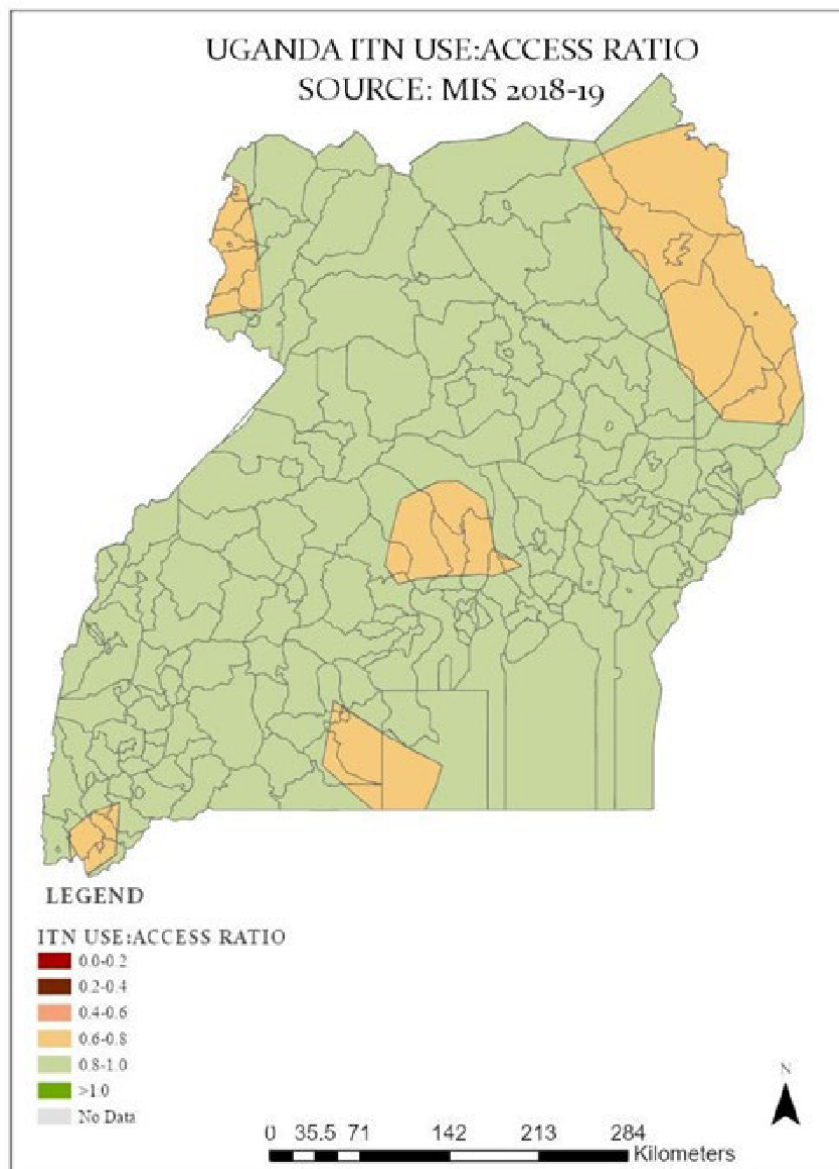 UGANDA ITN USE:ACCESS RATIO
SOURCE: MIS 2018-19
LEGEND
ITN USE:ACCESS RATIO
0.0-0.2
0.2-0.4
0.4-0.6
0.6-0.8
0.8-1.0
>1.0
No Data
N
0 35.5 71 142 213 284
Kilometers